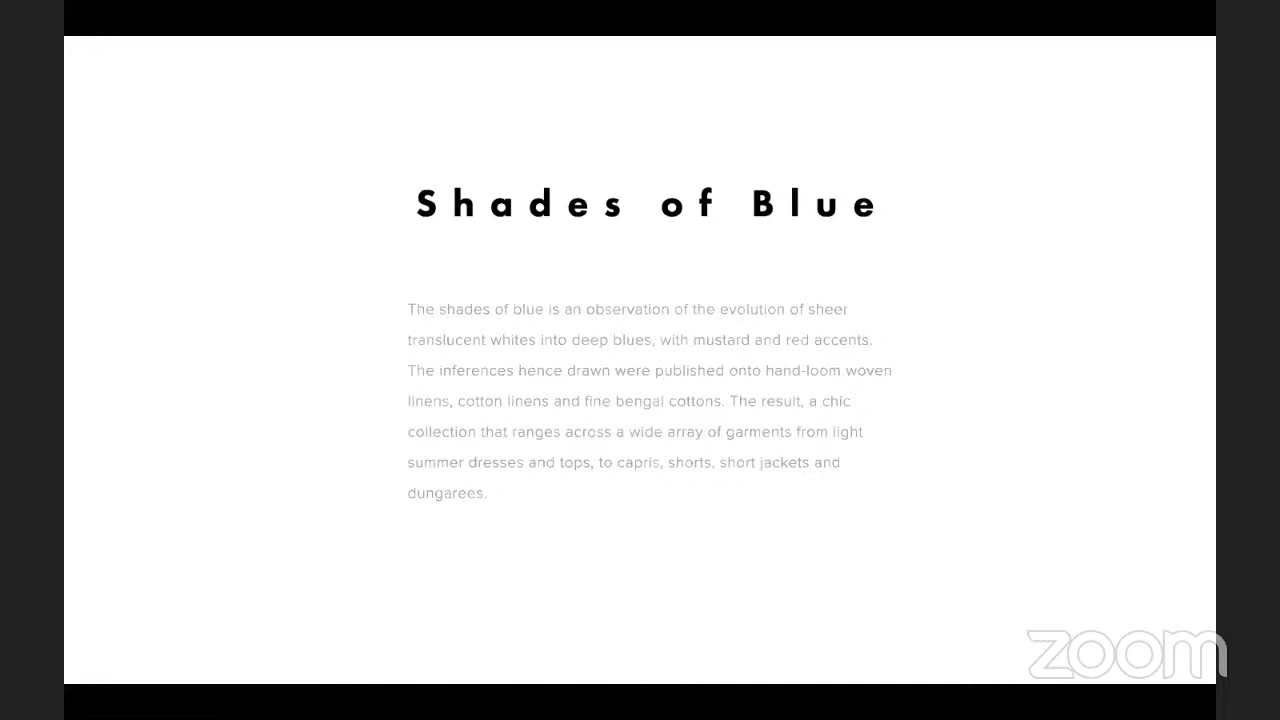 Shades of Blue
The shades of blue is an observation of the evolution of sheer
translucent whites into deep blues, with mustard and red accents.
The inferences hence drawn were published onto hand-loom woven
linens, cotton linens and fine bengal cottons. The result, a chic
collection that ranges across a wide array of garments from light
summer dresses and tops, to capris, shorts, short jackets and
dungarees.
zoom